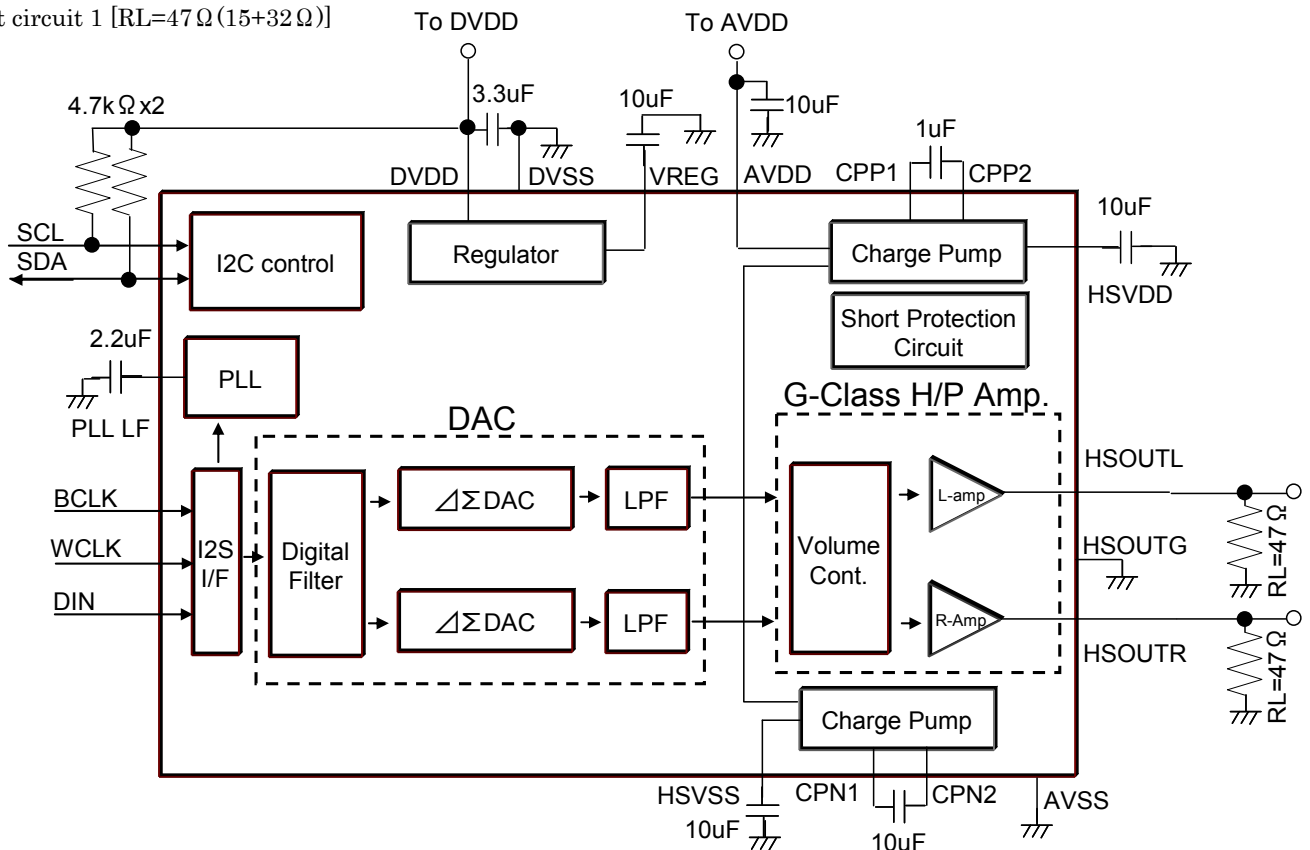 t circuit 1 [RL=47Ω(15+32Ω)]
To DVDD
To AVDD
4.7kΩx2
3.3uF
10uF
10uF
1uF
DVDD
DVSS
VREG
AVDD
CPP1
CPP2
10uF
SCL
SDA
I2C control
Regulator
Charge Pump
HSVDD
Short Protection
Circuit
2.2uF
PLL
PLL LF
DAC
G-Class H/P Amp.
BCLK
WCLK
DIN
I2S
I/F
Digital
Filter
⊿ΣDAC
LPF
⊿ΣDAC
LPF
Volume
Cont.
L-amp
R-Amp
HSOUTL
RL=47Ω
HSOUTG
HSOUTR
RL=47Ω
Charge Pump
HSVSS
10uF
CPN1
CPN2
10uF
AVSS